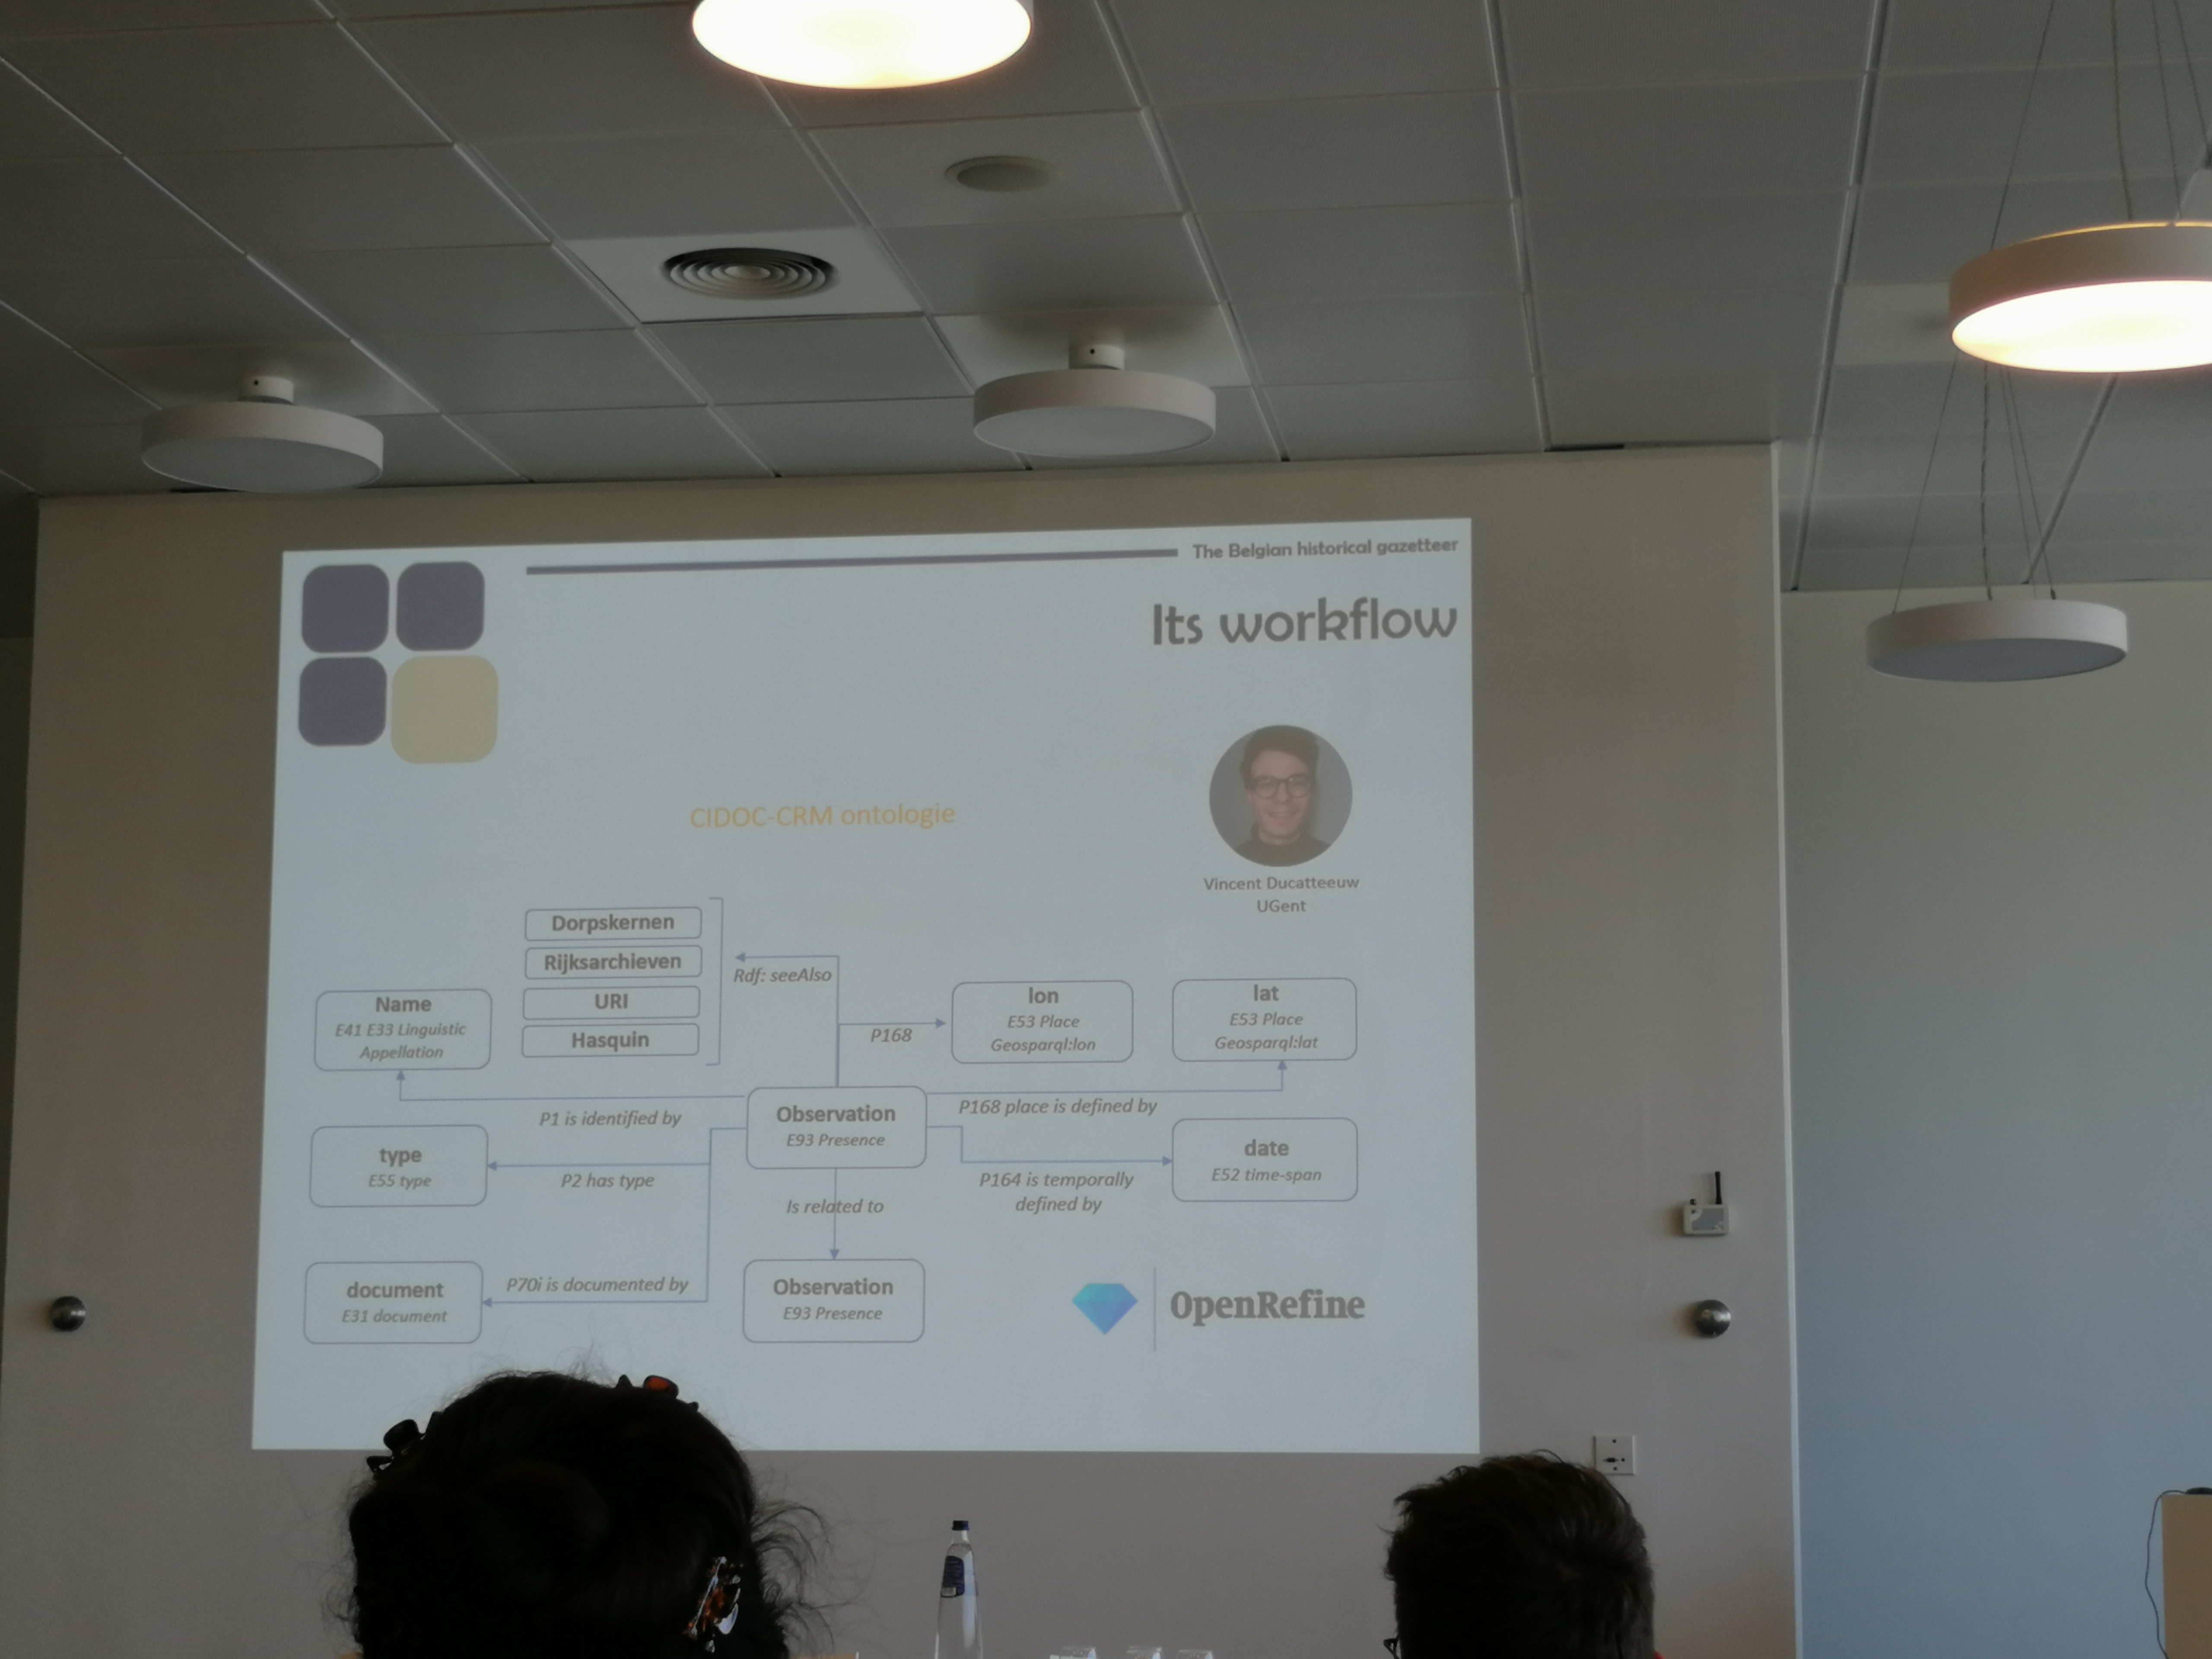 The Belgian historical gazetteer
Its workflow
CIDOC-CRM ontologie
Vincent Ducatteeuw
UGent
Dorpskernen
Rijksarchieven
URI
Hasquin
Rdf: seeAlso
Name
E41 E33 Linguistic
Appellation
P168
lon
E53 Place
Geosparql:lon
lat
E53 Place
Geosparql:lat
P1 is identified by
Observation
E93 Presence
P168 place is defined by
type
E55 type
P2 has type
Is related to
P164 is temporally
defined by
date
E52 time-span
document
E31 document
P70i is documented by
Observation
E93 Presence
OpenRefine